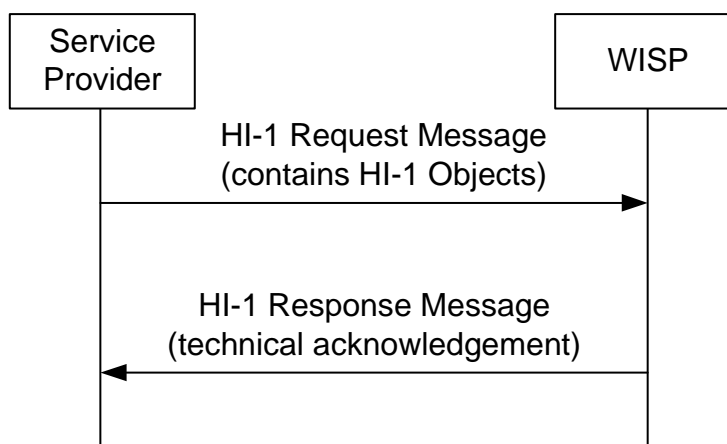 Service
Provider
WISP
HI-1 Request Message
(contains HI-1 Objects)
HI-1 Response Message
(technical acknowledgement)